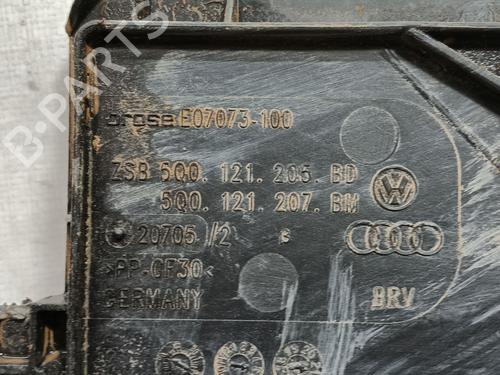 brose E07073-100
ZSB 5Q0. 121. 205. BD
5Q0. 121. 207. BM
20705 /2
>PP-GF30<
GERMANY
BRV
B-PARTS